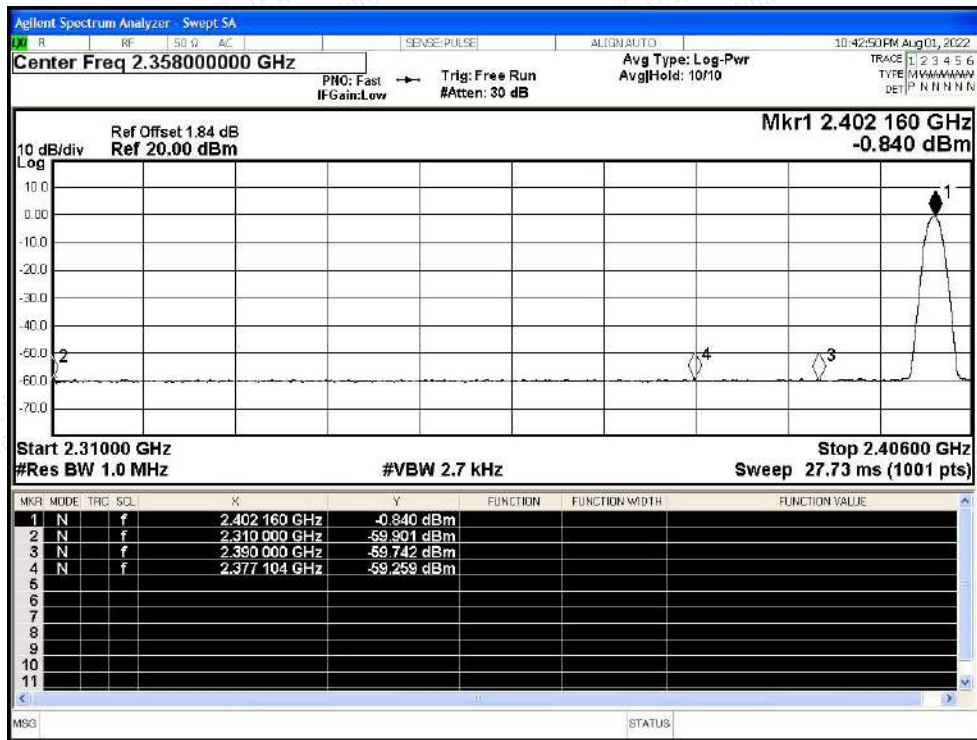 Agilent Spectrum Analyzer - Swept SA
LXI R RF 50 Ω AC SENSE:PULSE ALIGNAUTO 10:42:50 PM Aug 01, 2022
Center Freq 2.358000000 GHz
PNO: Fast Trig: Free Run Avg Type: Log-Pwr TRACE 1 2 3 4 5 6
IFGain:Low #Atten: 30 dB Avg|Hold: 10/10 TYPE M
DET P N N N N N
Mkr1 2.402 160 GHz
-0.840 dBm
Ref Offset 1.84 dB
10 dB/div Ref 20.00 dBm
Log
10.0
0.00
-10.0
-20.0
-30.0
-40.0
-50.0
-60.0
-70.0
1
2
4
3
Start 2.31000 GHz Stop 2.40600 GHz
#Res BW 1.0 MHz #VBW 2.7 kHz Sweep 27.73 ms (1001 pts)
MKR MODE TRC SCL X Y FUNCTION FUNCTION WIDTH FUNCTION VALUE
1 N f 2.402 160 GHz -0.840 dBm
2 N f 2.310 000 GHz -59.901 dBm
3 N f 2.390 000 GHz -59.742 dBm
4 N f 2.377 104 GHz -59.259 dBm
5
6
7
8
9
10
11
MSG STATUS